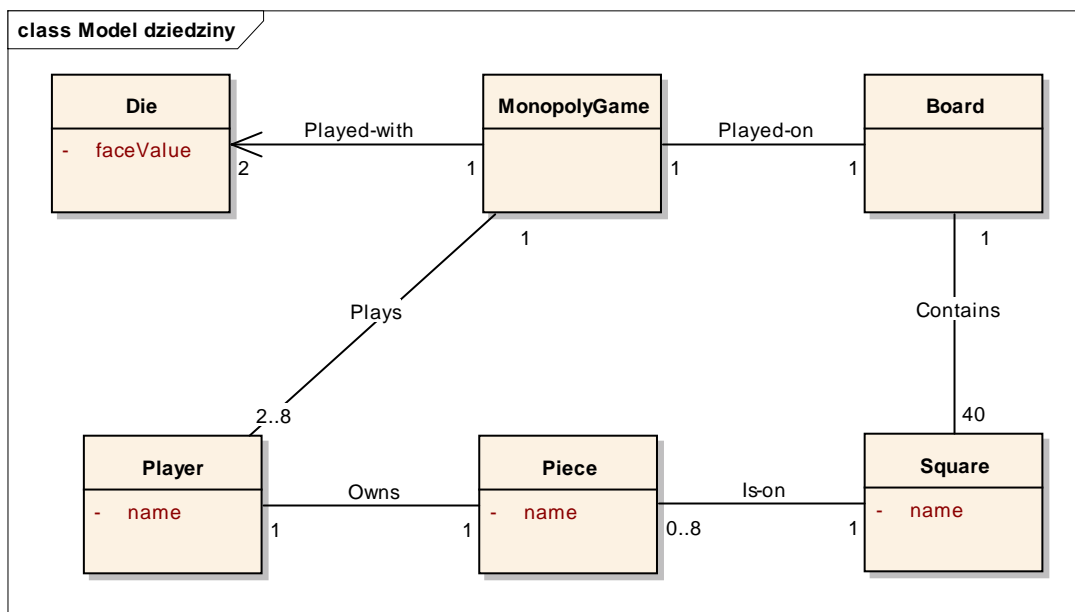 class Model dziedziny
Die
- faceValue
Played-with
2
1
MonopolyGame
Played-on
1
1
Board
1
Plays
2..8
1
Contains
40
Player
- name
Owns
1
1
Piece
- name
Is-on
0..8
1
Square
- name